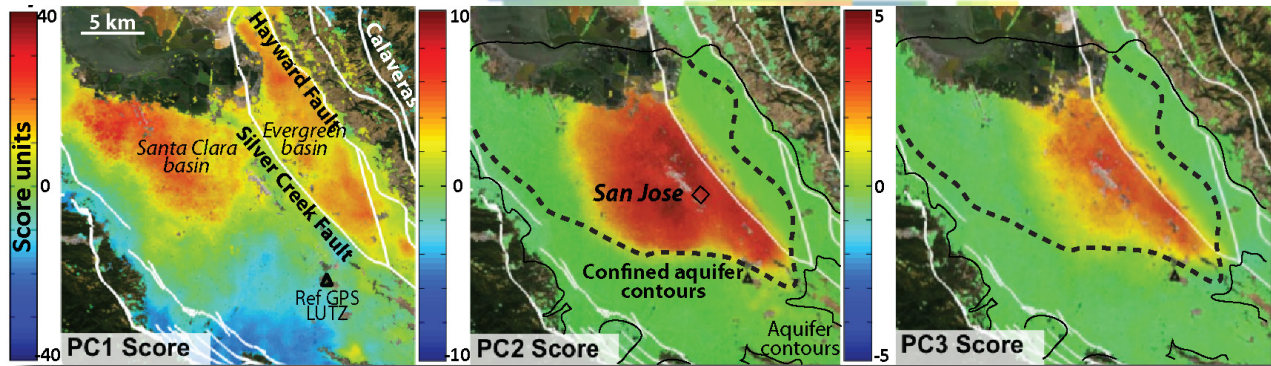 40
0
-40
Score units
5 km
Hayward Fault
Calaveras
Santa Clara
basin
Evergreen
basin
Silver Creek Fault
Ref GPS
LUTZ
PC1 Score
10
0
-10
San Jose
Confined aquifer
contours
Aquifer
contours
PC2 Score
5
0
-5
PC3 Score